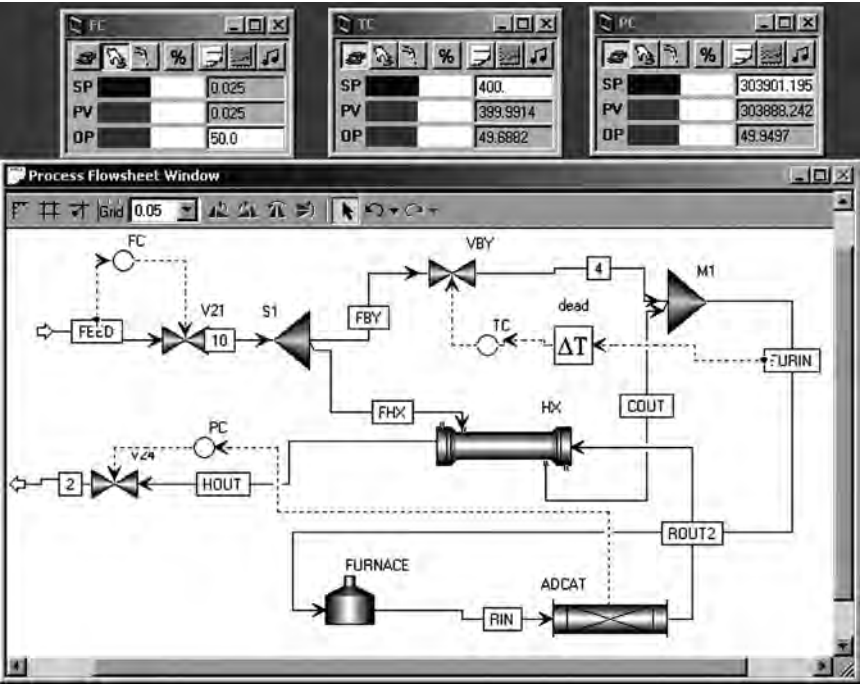 FC
%
SP 0.025
PV 0.025
OP 50.0
TC
%
SP 400.
PV 399.9914
OP 49.6882
PC
%
SP 303901.195
PV 303888.242
OP 49.9497
Process Flowsheet Window
Grid 0.05
FC
VBY
4
M1
V21
S1
FBY
dead
FEED
10
TC
ΔT
FURIN
FHX
HX
COUT
PC
V24
2
HOUT
ROUT2
FURNACE
ADCAT
RIN